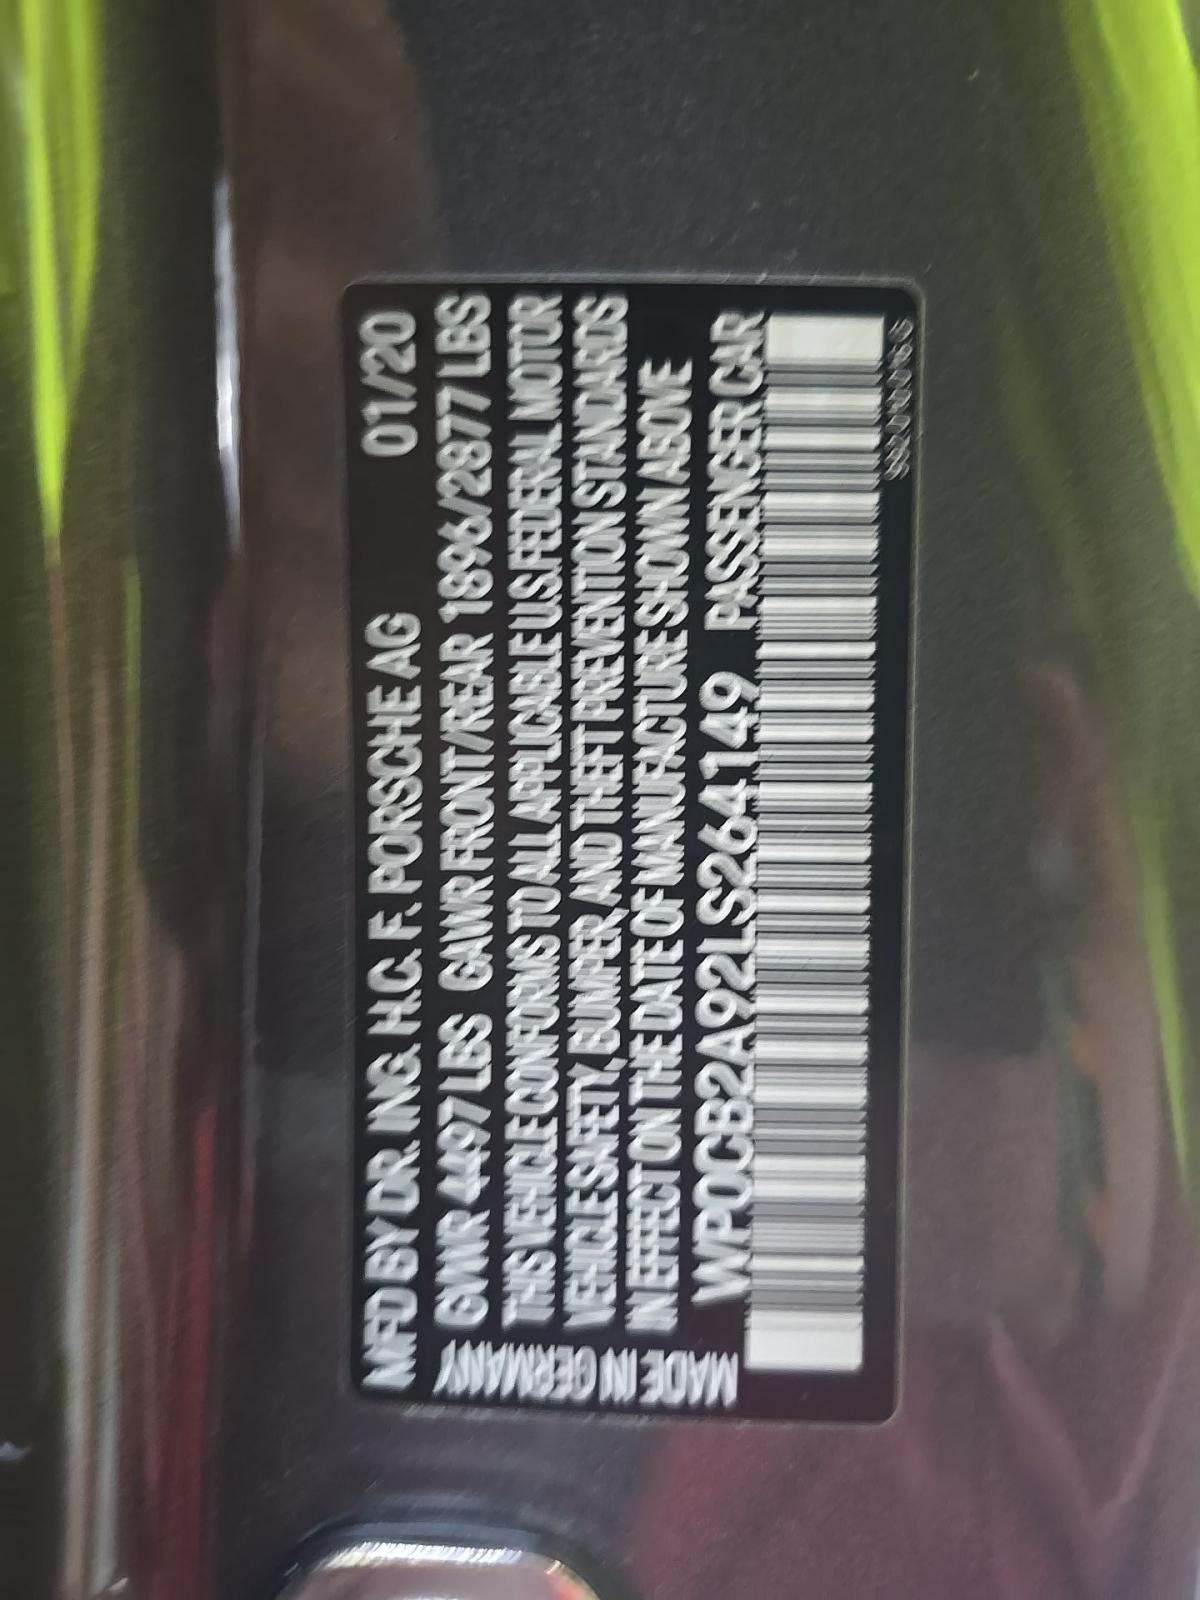 MFD BY DR. ING. H.C. F. PORSCHE AG 01/20
GVWR 4497 LBS GAWR FRONT/REAR 1896/2877 LBS
THIS VEHICLE CONFORMS TO ALL APPLICABLE U.S. FEDERAL MOTOR
VEHICLE SAFETY, BUMPER, AND THEFT PREVENTION STANDARDS
IN EFFECT ON THE DATE OF MANUFACTURE SHOWN ABOVE
WP0CB2A92LS264149 PASSENGER CAR
MADE IN GERMANY